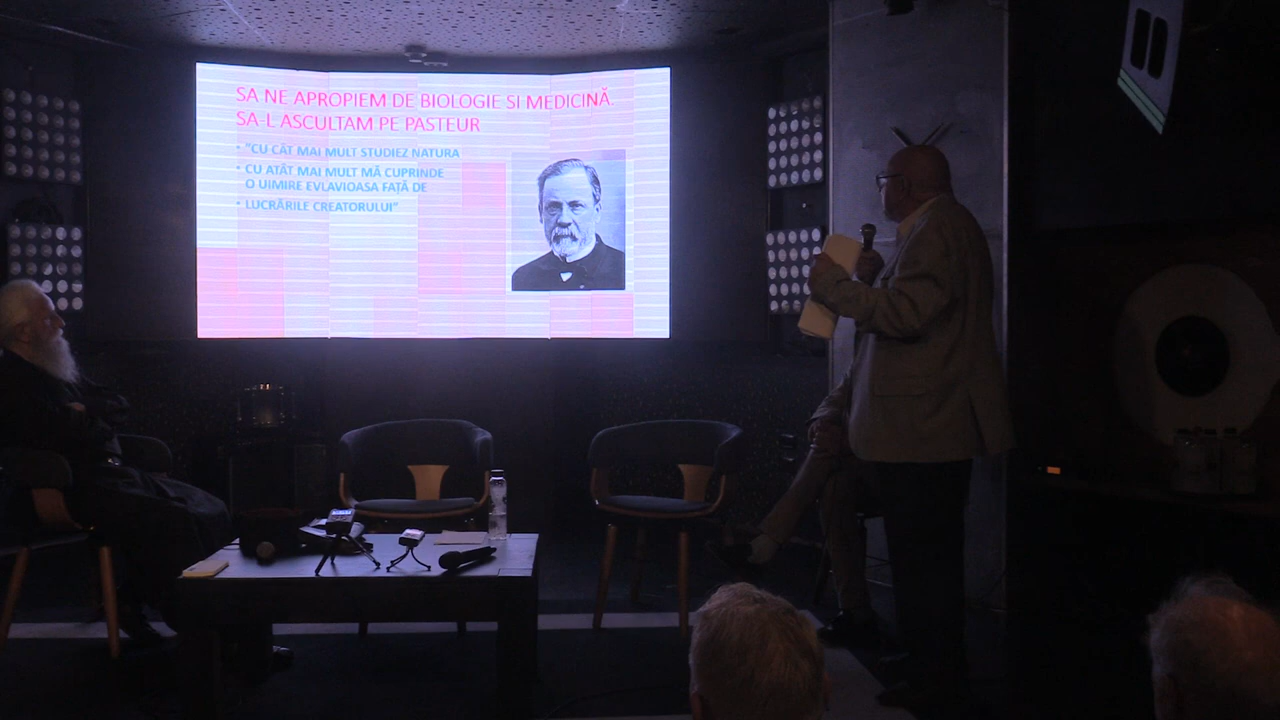 SA NE APROPIEM DE BIOLOGIE SI MEDICINĂ.
SA-L ASCULTAM PE PASTEUR
• "CU CÂT MAI MULT STUDIEZ NATURA
• CU ATÂT MAI MULT MĂ CUPRINDE
O UIMIRE EVLAVIOASA FAȚĂ DE
• LUCRĂRILE CREATORULUI"